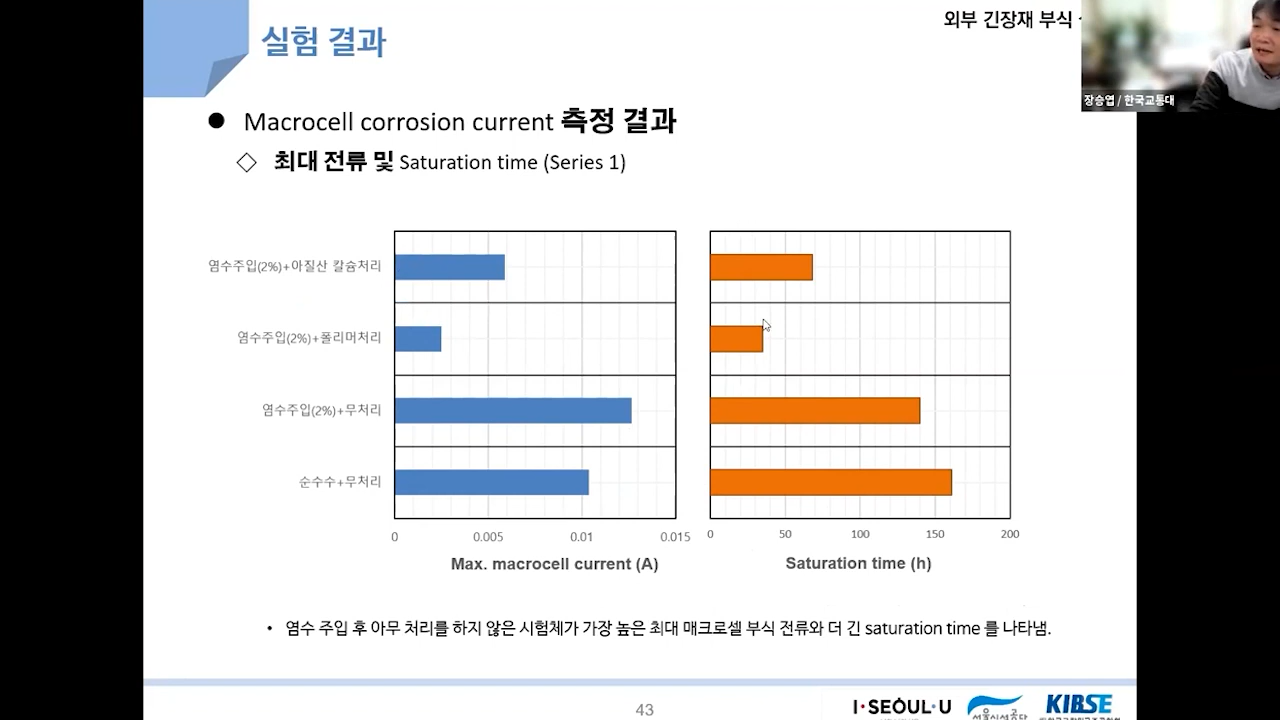 외부 긴장재 부식
실험 결과
장승엽 / 한국교통대
● Macrocell corrosion current 측정 결과
◇ 최대 전류 및 Saturation time (Series 1)
염수주입(2%)+아질산 칼슘처리
염수주입(2%)+폴리머처리
염수주입(2%)+무처리
순수수+무처리
0 0.005 0.01 0.015
0 50 100 150 200
Max. macrocell current (A)
Saturation time (h)
• 염수 주입 후 아무 처리를 하지 않은 시험체가 가장 높은 최대 매크로셀 부식 전류와 더 긴 saturation time 를 나타냄.
43
I·SEOUL·U
서울시설공단
KIBSE